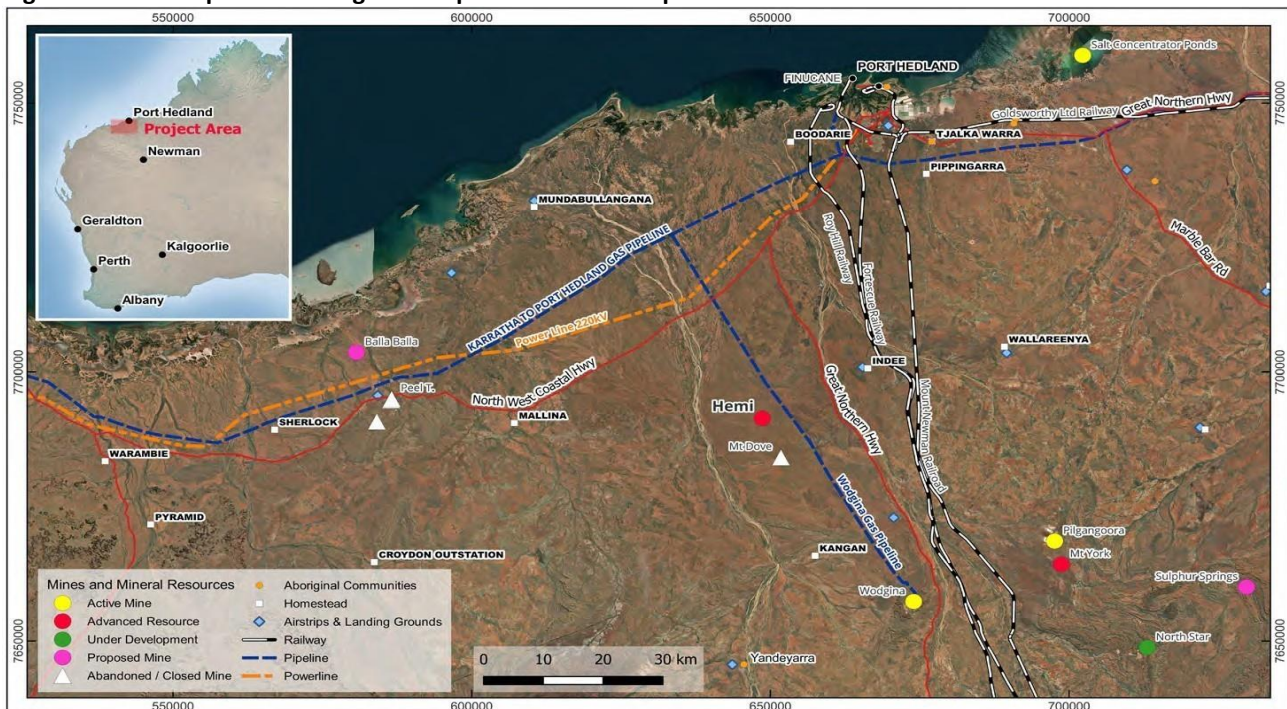 550000 600000 650000 700000
Salt Concentrator Ponds
PORT HEDLAND
FINUCANE
7750000
7750000
Goldsworthy Ltd Railway
Great Northern Hwy
BOODARIE
TJALKA WARRA
PIPPINGARRA
Port Hedland
Project Area
Newman
Geraldton
Kalgoorlie
Perth
Albany
MUNDABULLANGANA
KARRATHA TO PORT HEDLAND GAS PIPELINE
Power Line 220kV
Roy Hill Railway
Fortescue Railway
Marble Bar Rd
Balla Balla
WALLAREENYA
7700000
7700000
INDEE
Peel T.
North West Coastal Hwy
Great Northern Hwy
Mount Newman Railroad
Hemi
MALLINA
SHERLOCK
Mt Dove
WARAMBIE
Wodgina Gas Pipeline
PYRAMID
Pilgangoora
KANGAN
CROYDON OUTSTATION
Mt York
Sulphur Springs
Wodgina
North Star
7650000
7650000
Yandeyarra
Mines and Mineral Resources
Active Mine
Advanced Resource
Under Development
Proposed Mine
Abandoned / Closed Mine
Aboriginal Communities
Homestead
Airstrips & Landing Grounds
Railway
Pipeline
Powerline
0 10 20 30 km
550000 600000 650000 700000